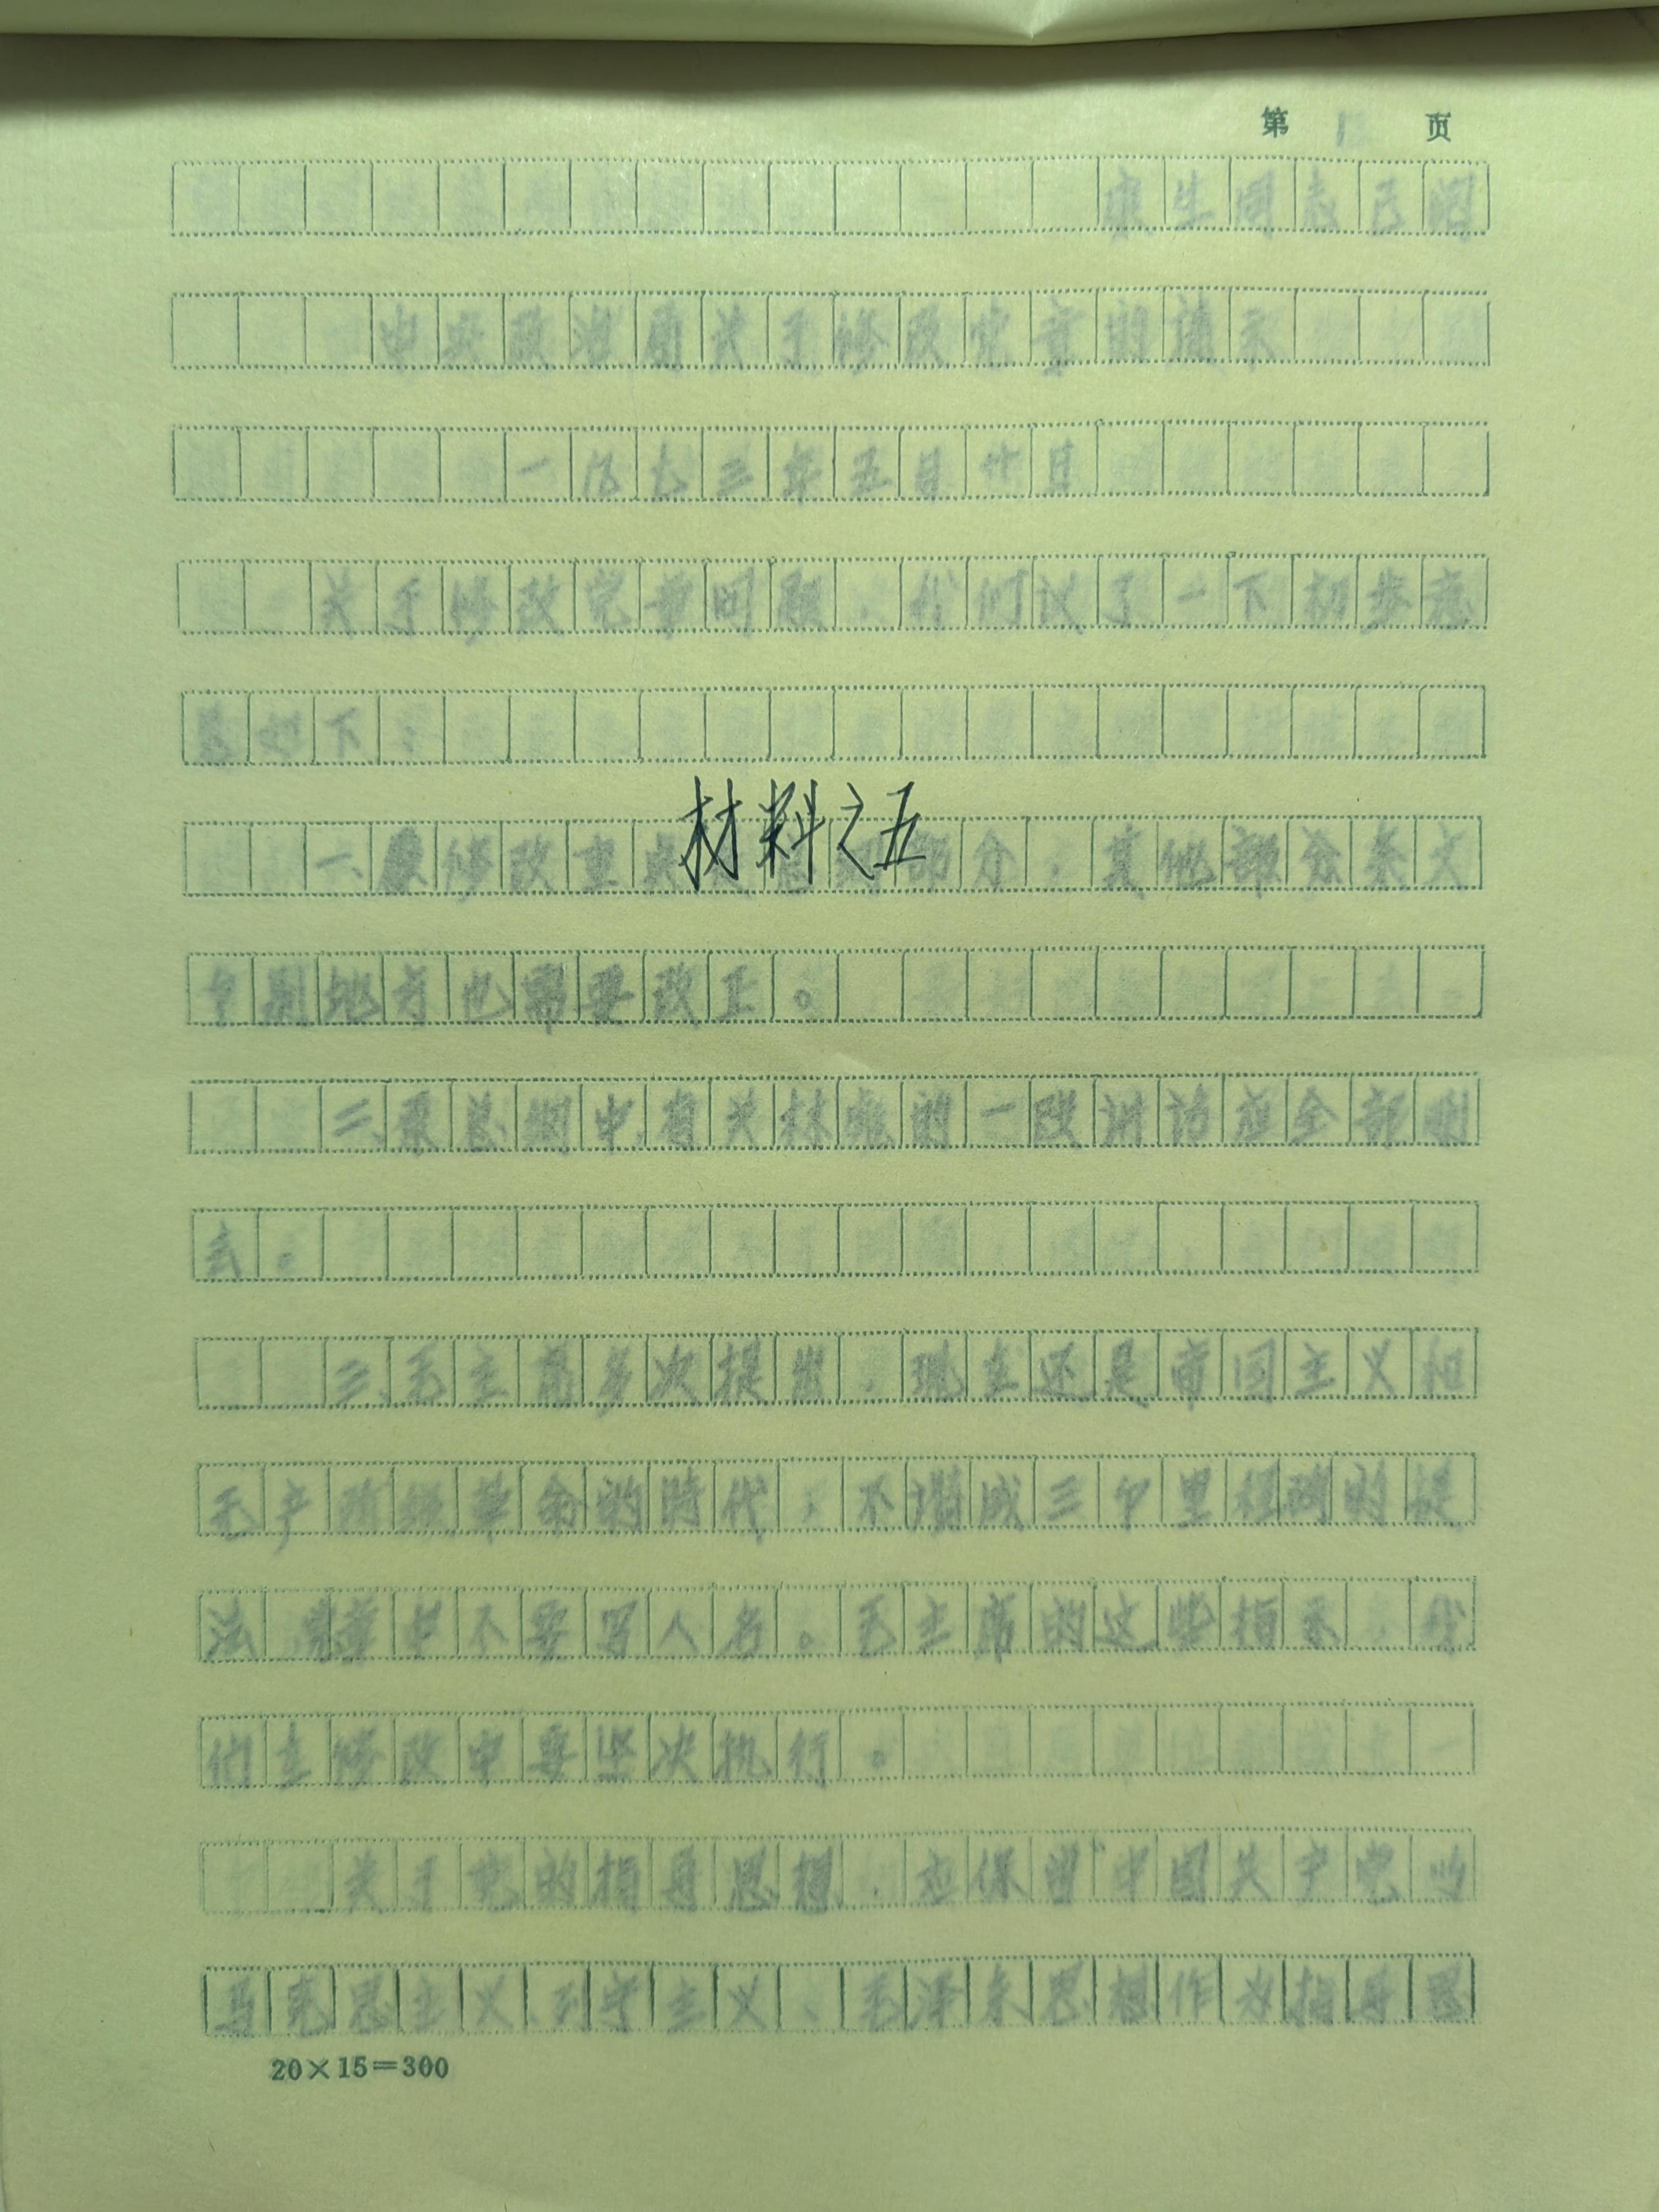 第 1 页
康生同志已阅
中央政治局关于修改党章的请示
一九七三年五月廿日
关于修改党章问题，我们议了一下初步意
见如下：
材料之五
一、修改重点 部分，其他部分条文
个别地方也需要改正。
二、原总纲中，有关林彪的一段讲话应全部删
去。
三、毛主席多次提出，现在还是帝国主义和
无产阶级革命的时代；不赞成三个里程碑的提
法，党章中不要写人名。毛主席的这些指示，我
们在修改中要坚决执行。
关于党的指导思想，应保留“中国共产党以
马克思主义、列宁主义、毛泽东思想作为指导思
20×15=300